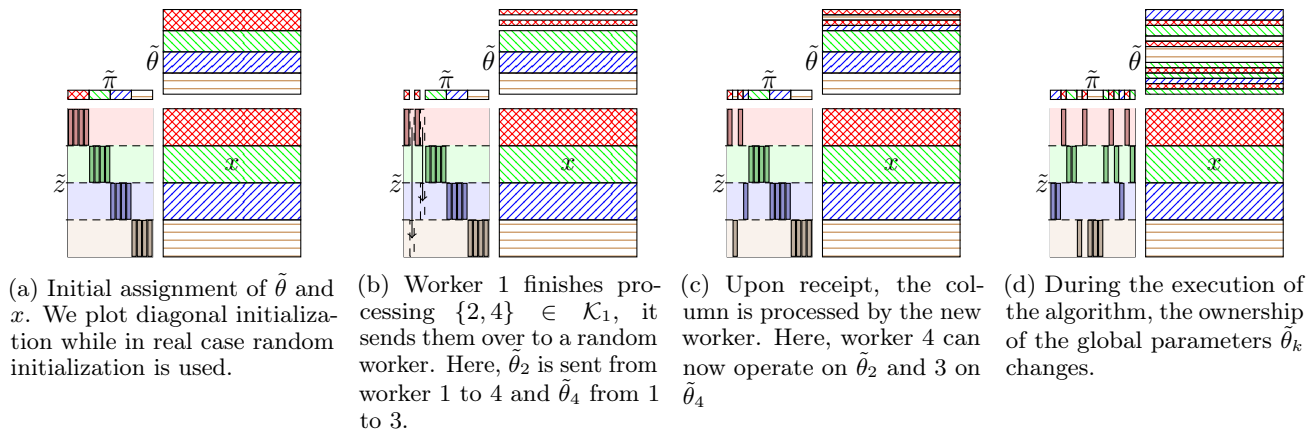 θ̃
π̃
z̃
x
(a) Initial assignment of θ̃ and
x. We plot diagonal initializa-
tion while in real case random
initialization is used.
θ̃
π̃
z̃
x
(b) Worker 1 finishes pro-
cessing {2, 4} ∈ 𝒦₁, it
sends them over to a random
worker. Here, θ̃₂ is sent from
worker 1 to 4 and θ̃₄ from 1
to 3.
θ̃
π̃
z̃
x
(c) Upon receipt, the col-
umn is processed by the new
worker. Here, worker 4 can
now operate on θ̃₂ and 3 on
θ̃₄
θ̃
π̃
z̃
x
(d) During the execution of
the algorithm, the ownership
of the global parameters θ̃ₖ
changes.